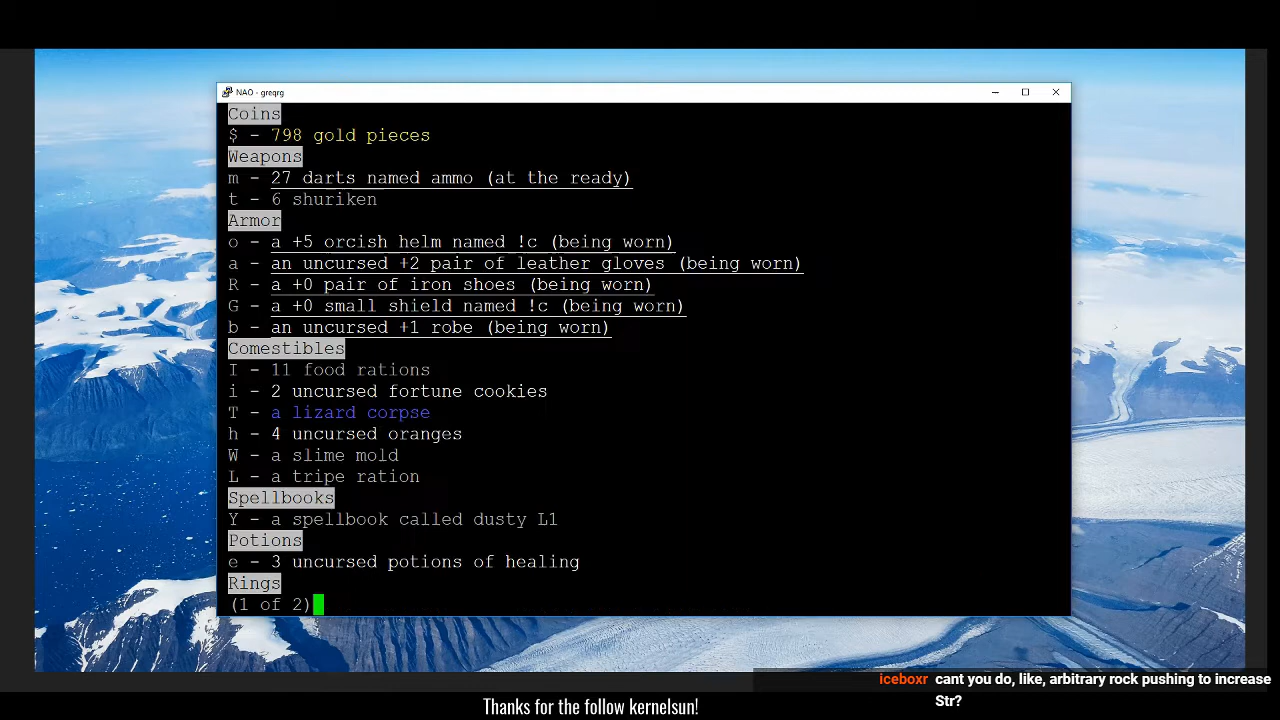 NAO - greqrg
Coins
$ - 798 gold pieces
Weapons
m - 27 darts named ammo (at the ready)
t - 6 shuriken
Armor
o - a +5 orcish helm named !c (being worn)
a - an uncursed +2 pair of leather gloves (being worn)
R - a +0 pair of iron shoes (being worn)
G - a +0 small shield named !c (being worn)
b - an uncursed +1 robe (being worn)
Comestibles
I - 11 food rations
i - 2 uncursed fortune cookies
T - a lizard corpse
h - 4 uncursed oranges
W - a slime mold
L - a tripe ration
Spellbooks
Y - a spellbook called dusty L1
Potions
e - 3 uncursed potions of healing
Rings
(1 of 2)
iceboxr cant you do, like, arbitrary rock pushing to increase
Str?
Thanks for the follow kernelsun!